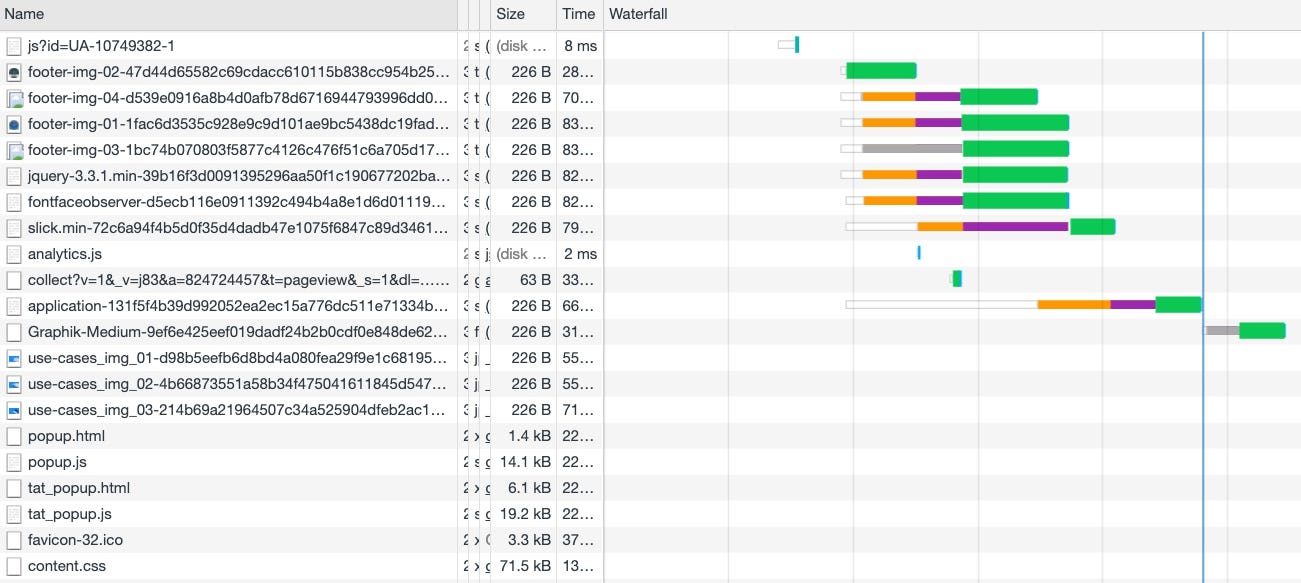 Name Size Time Waterfall
js?id=UA-10749382-1 2 s ( (disk ... 8 ms
footer-img-02-47d44d65582c69cdacc610115b838cc954b25... 3 t ( 226 B 28...
footer-img-04-d539e0916a8b4d0afb78d6716944793996dd0... 3 t ( 226 B 70...
footer-img-01-1fac6d3535c928e9c9d101ae9bc5438dc19fad... 3 t ( 226 B 83...
footer-img-03-1bc74b070803f5877c4126c476f51c6a705d17... 3 t ( 226 B 83...
jquery-3.3.1.min-39b16f3d0091395296aa50f1c190677202ba... 3 s ( 226 B 82...
fontfaceobserver-d5ecb116e0911392c494b4a8e1d6d01119... 3 s ( 226 B 82...
slick.min-72c6a94f4b5d0f35d4dadb47e1075f6847c89d3461... 3 s ( 226 B 79...
analytics.js 2 s j (disk ... 2 ms
collect?v=1&_v=j83&a=824724457&t=pageview&_s=1&dl=...... 2 g a 63 B 33...
application-131f5f4b39d992052ea2ec15a776dc511e71334b... 3 s ( 226 B 66...
Graphik-Medium-9ef6e425eef019dadf24b2b0cdf0e848de62... 3 f ( 226 B 31...
use-cases_img_01-d98b5eefb6d8bd4a080fea29f9e1c68195... 3 j _ 226 B 55...
use-cases_img_02-4b66873551a58b34f475041611845d547... 3 j _ 226 B 55...
use-cases_img_03-214b69a21964507c34a525904dfeb2ac1... 3 j _ 226 B 71...
popup.html 2 x c 1.4 kB 22...
popup.js 2 s c 14.1 kB 22...
tat_popup.html 2 x c 6.1 kB 22...
tat_popup.js 2 s c 19.2 kB 22...
favicon-32.ico 2 x 3.3 kB 37...
content.css 2 x c 71.5 kB 13...